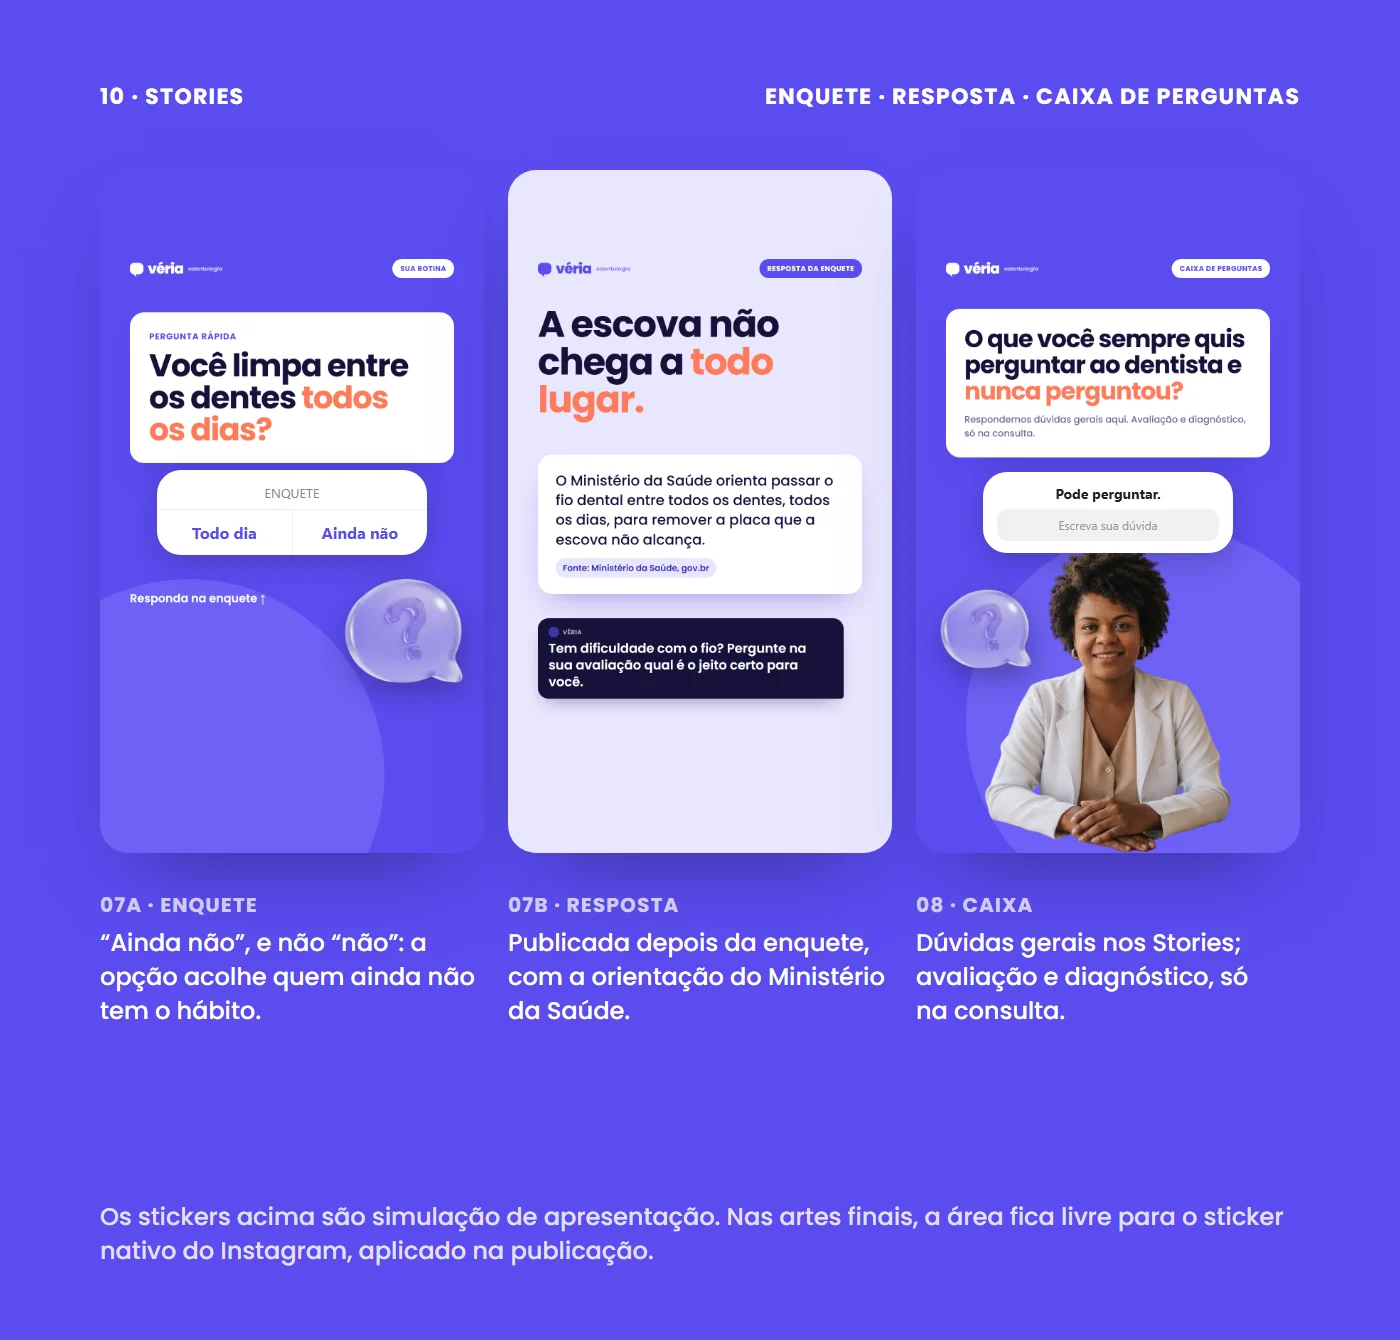 10 · STORIES
ENQUETE · RESPOSTA · CAIXA DE PERGUNTAS
véria odontologia
SUA ROTINA
PERGUNTA RÁPIDA
Você limpa entre
os dentes todos
os dias?
ENQUETE
Todo dia
Ainda não
Responda na enquete ↑
véria odontologia
RESPOSTA DA ENQUETE
A escova não
chega a todo
lugar.
O Ministério da Saúde orienta passar o
fio dental entre todos os dentes, todos
os dias, para remover a placa que a
escova não alcança.
Fonte: Ministério da Saúde, gov.br
VÉRIA
Tem dificuldade com o fio? Pergunte na
sua avaliação qual é o jeito certo para
você.
véria odontologia
CAIXA DE PERGUNTAS
O que você sempre quis
perguntar ao dentista e
nunca perguntou?
Respondemos dúvidas gerais aqui. Avaliação e diagnóstico,
só na consulta.
Pode perguntar.
Escreva sua dúvida
07A · ENQUETE
“Ainda não”, e não “não”: a
opção acolhe quem ainda não
tem o hábito.
07B · RESPOSTA
Publicada depois da enquete,
com a orientação do Ministério
da Saúde.
08 · CAIXA
Dúvidas gerais nos Stories;
avaliação e diagnóstico, só
na consulta.
Os stickers acima são simulação de apresentação. Nas artes finais, a área fica livre para o sticker
nativo do Instagram, aplicado na publicação.